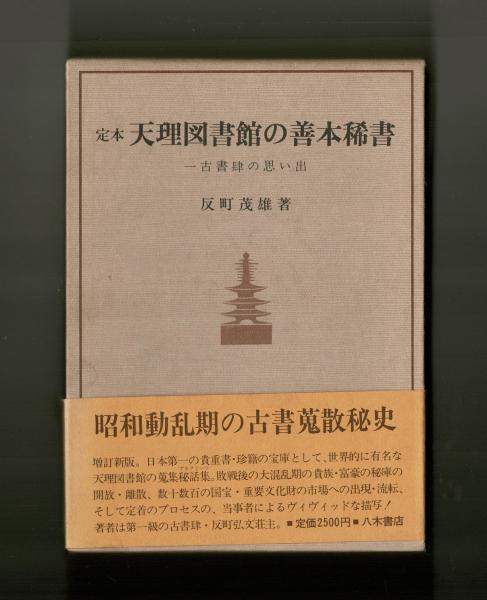 定本 天理図書館の善本稀書
一古書肆の思い出
反町茂雄著
昭和動乱期の古書蒐散秘史
増訂新版。日本第一の貴重書・珍籍の宝庫として、世界的に有名な
天理図書館の蒐集秘話集。敗戦後の大混乱期の貴族・富豪の秘庫の
開放・離散、数十数百の国宝・重要文化財の市場への出現・流転、
そして定着のプロセスの、当事者によるヴィヴィッドな描写!
著者は第一級の古書肆・反町弘文荘主。■定価2500円■八木書店